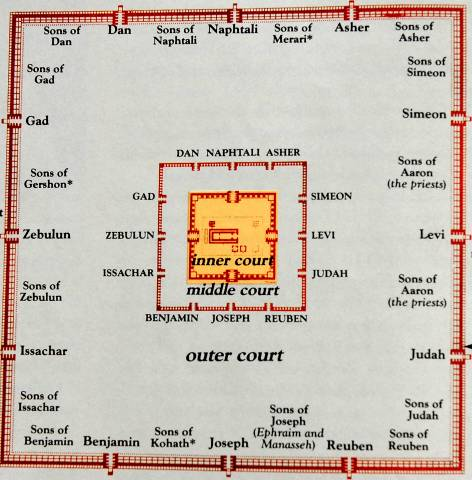 Sons of
Dan
Dan
Sons of
Naphtali
Naphtali
Sons of
Merari*
Asher
Sons of
Asher
Sons of
Gad
Sons of
Simeon
Gad
Simeon
Sons of
Gershon*
Sons of
Aaron
(the priests)
Zebulun
Levi
Sons of
Zebulun
Sons of
Aaron
(the priests)
Issachar
Judah
Sons of
Issachar
Sons of
Judah
DAN NAPHTALI ASHER
GAD
SIMEON
ZEBULUN
LEVI
ISSACHAR
JUDAH
BENJAMIN JOSEPH REUBEN
inner court
middle court
outer court
Sons of
Benjamin
Benjamin
Sons of
Kohath*
Joseph
Sons of
Joseph
(Ephraim and
Manasseh)
Reuben
Sons of
Reuben